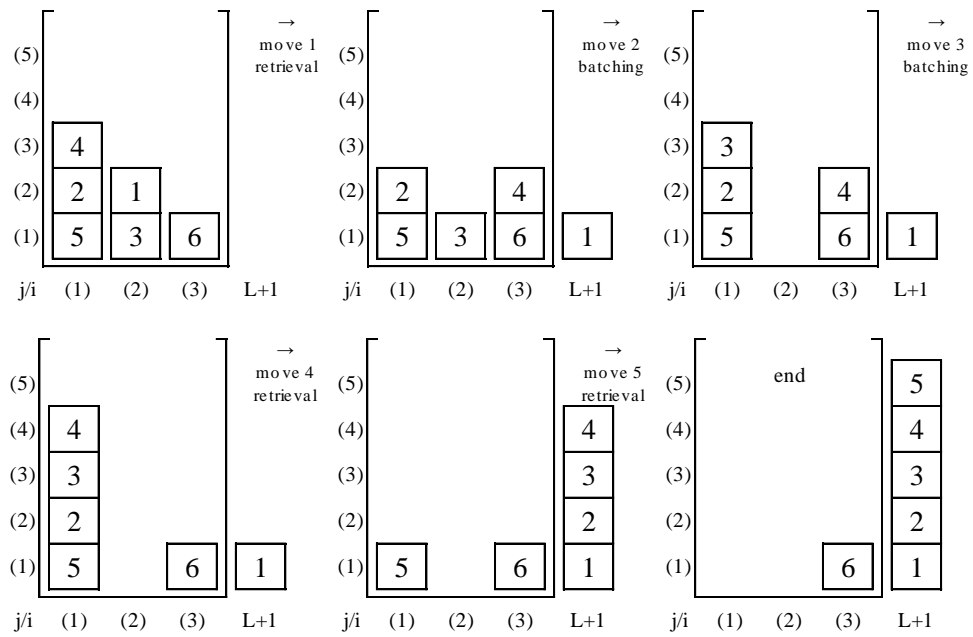 →
move 1
retrieval
(5)
(4)
(3) 4
(2) 2 1
(1) 5 3 6
j/i (1) (2) (3) L+1
→
move 2
batching
(5)
(4)
(3)
(2) 2 4
(1) 5 3 6 1
j/i (1) (2) (3) L+1
→
move 3
batching
(5)
(4)
(3) 3
(2) 2 4
(1) 5 6 1
j/i (1) (2) (3) L+1
→
move 4
retrieval
(5)
(4) 4
(3) 3
(2) 2
(1) 5 6 1
j/i (1) (2) (3) L+1
→
move 5
retrieval
(5)
(4) 4
(3) 3
(2) 2
(1) 5 6 1
j/i (1) (2) (3) L+1
end
(5) 5
(4) 4
(3) 3
(2) 2
(1) 6 1
j/i (1) (2) (3) L+1